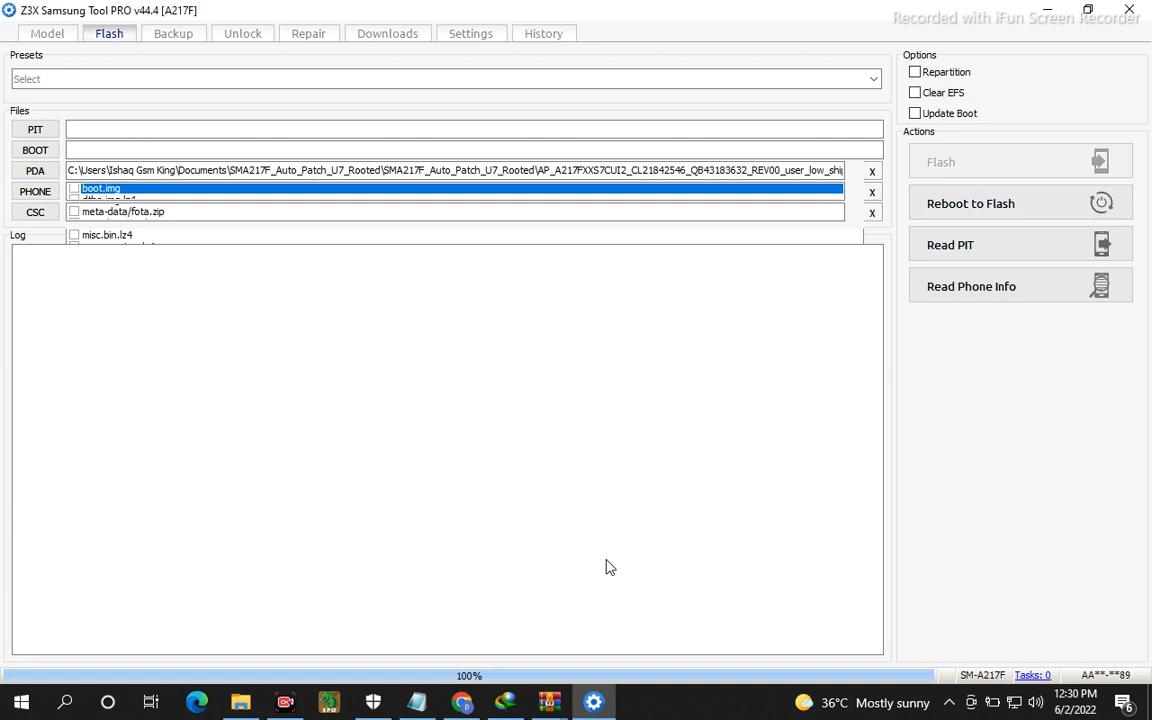 Z3X Samsung Tool PRO v44.4 [A217F]
Recorded with iFun Screen Recorder
Model Flash Backup Unlock Repair Downloads Settings History
Presets
Select
Files
PIT
BOOT
PDA C:\Users\Ishaq Gsm King\Documents\SMA217F_Auto_Patch_U7_Rooted\SMA217F_Auto_Patch_U7_Rooted\AP_A217FXXS7CUI2_CL21842546_QB43183632_REV00_user_low_shi x
PHONE boot.img x
CSC meta-data/fota.zip x
Log misc.bin.lz4
Options
Repartition
Clear EFS
Update Boot
Actions
Flash
Reboot to Flash
Read PIT
Read Phone Info
100% SM-A217F Tasks: 0 AA**-**89
SPD
36°C Mostly sunny
12:30 PM
6/2/2022
6